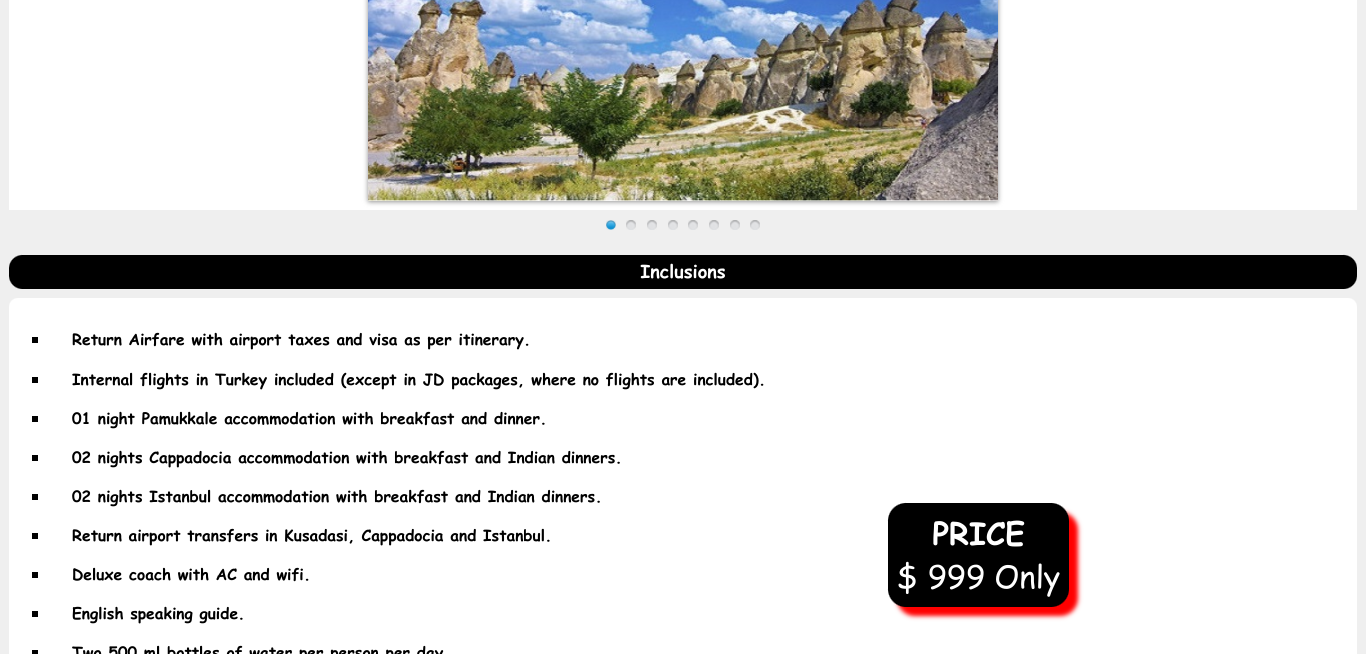 Inclusions
Return Airfare with airport taxes and visa as per itinerary.
Internal flights in Turkey included (except in JD packages, where no flights are included).
01 night Pamukkale accommodation with breakfast and dinner.
02 nights Cappadocia accommodation with breakfast and Indian dinners.
02 nights Istanbul accommodation with breakfast and Indian dinners.
Return airport transfers in Kusadasi, Cappadocia and Istanbul.
Deluxe coach with AC and wifi.
English speaking guide.
Two 500 ml bottles of water per person per day
PRICE
$ 999 Only